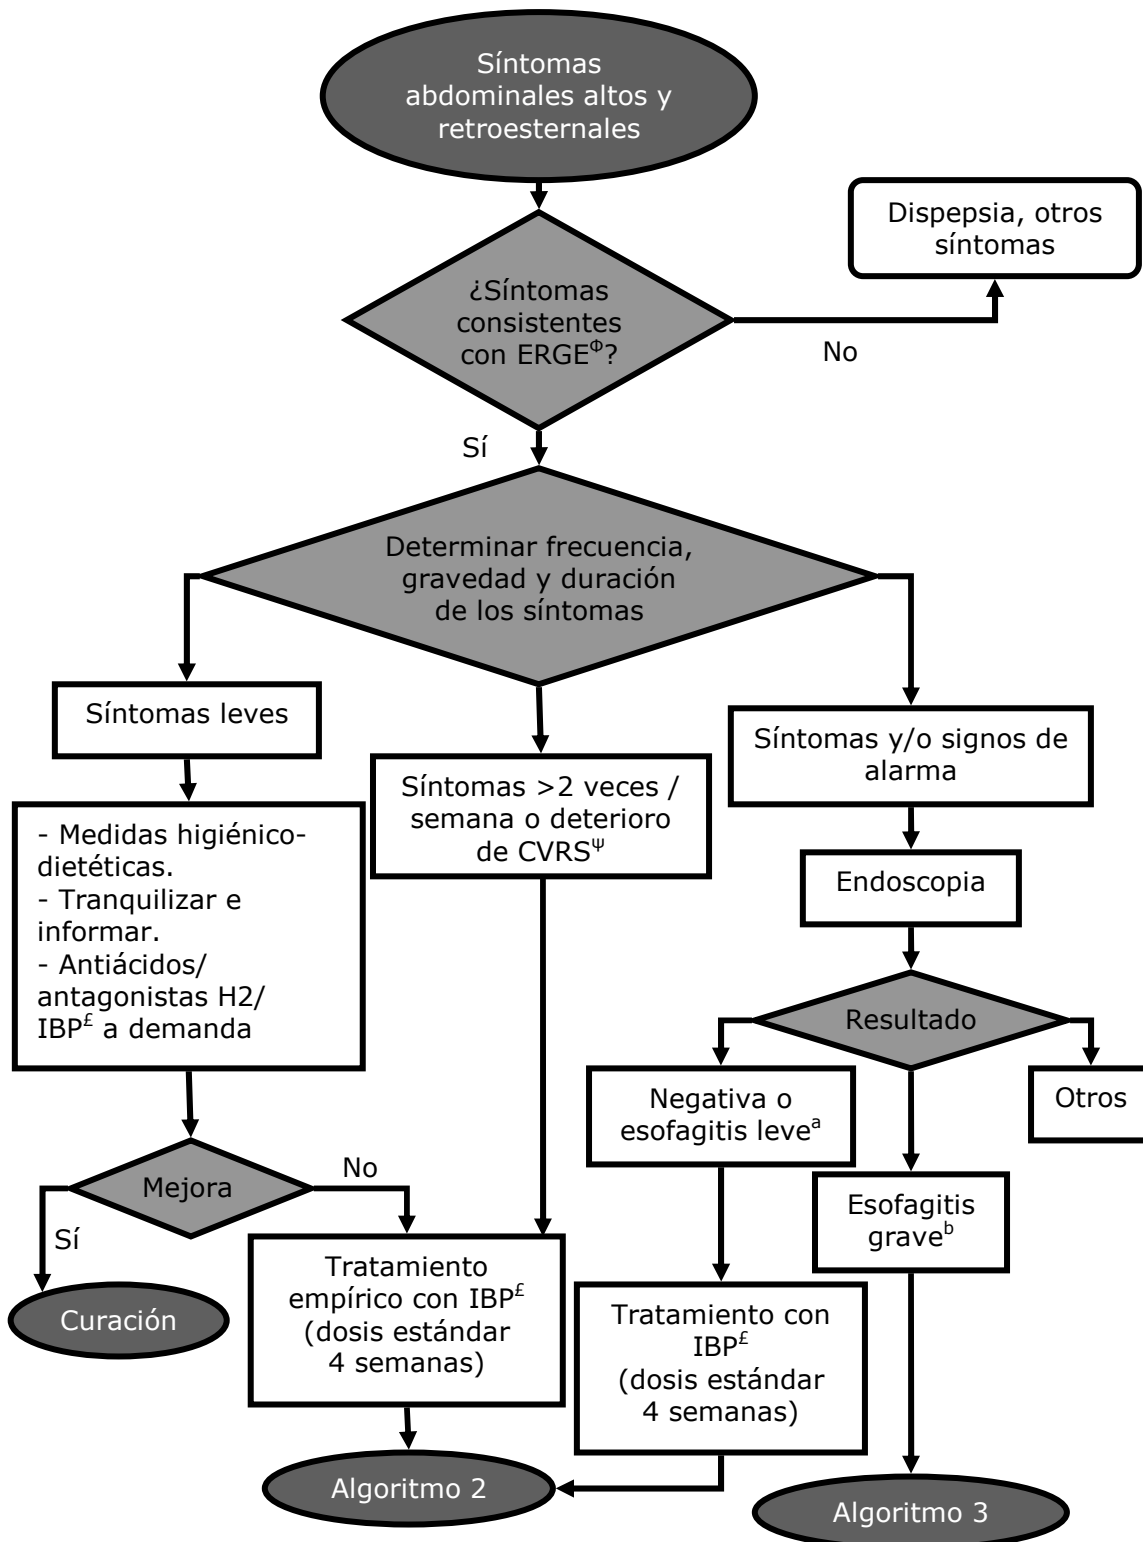 Síntomas
abdominales altos y
retroesternales
Dispepsia, otros
síntomas
¿Síntomas
consistentes
con ERGEᶲ?
No
Sí
Determinar frecuencia,
gravedad y duración
de los síntomas
Síntomas leves
Síntomas >2 veces /
semana o deterioro
de CVRSᵠ
Síntomas y/o signos de
alarma
- Medidas higiénico-
dietéticas.
- Tranquilizar e
informar.
- Antiácidos/
antagonistas H2/
IBP£ a demanda
Endoscopia
Resultado
Negativa o
esofagitis leveᵃ
Otros
Mejora
No
Sí
Esofagitis
graveᵇ
Curación
Tratamiento
empírico con IBP£
(dosis estándar
4 semanas)
Tratamiento con
IBP£
(dosis estándar
4 semanas)
Algoritmo 2
Algoritmo 3